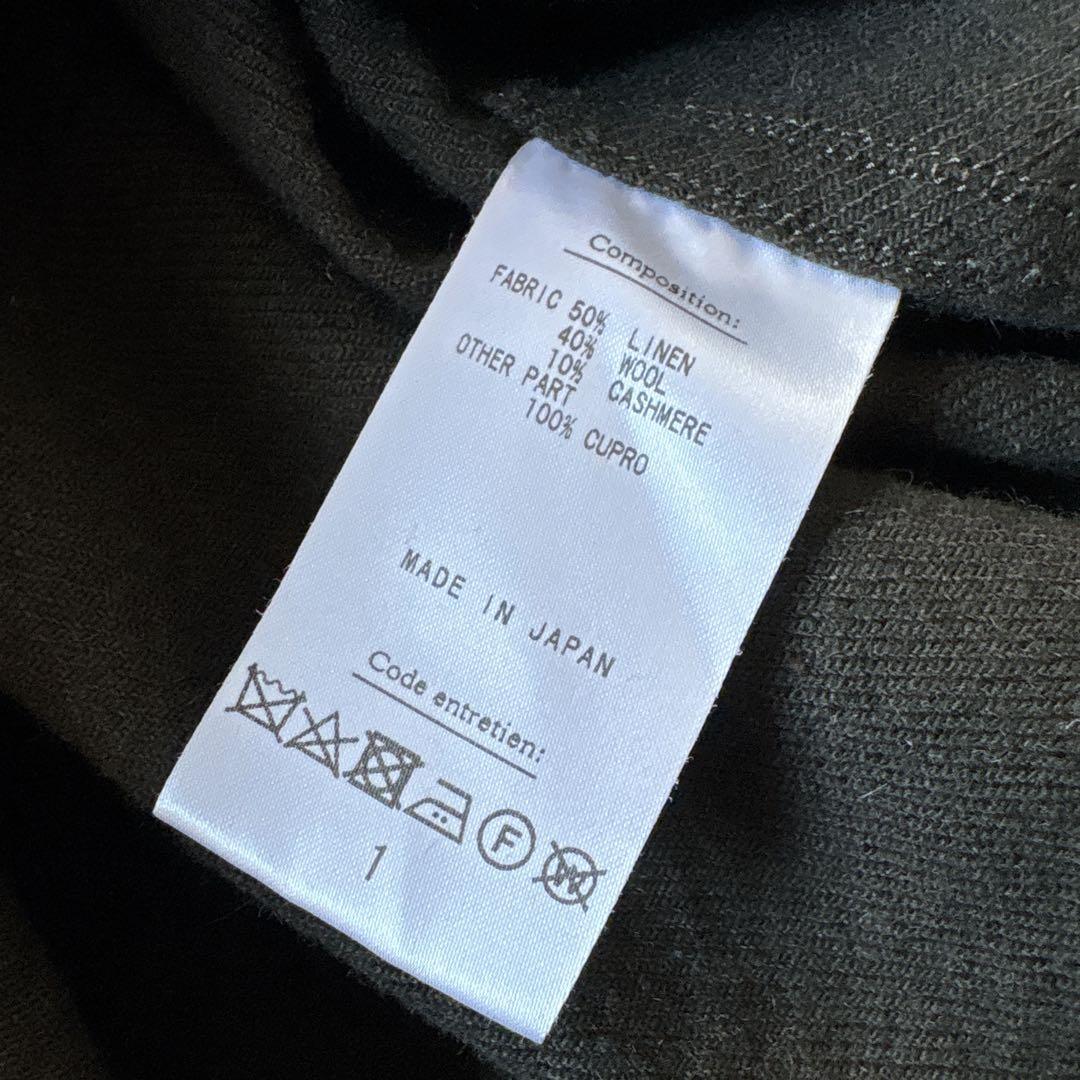 Composition:
FABRIC 50% LINEN
40% WOOL
10% CASHMERE
OTHER PART
100% CUPRO
MADE IN JAPAN
Code entretien:
F W
1